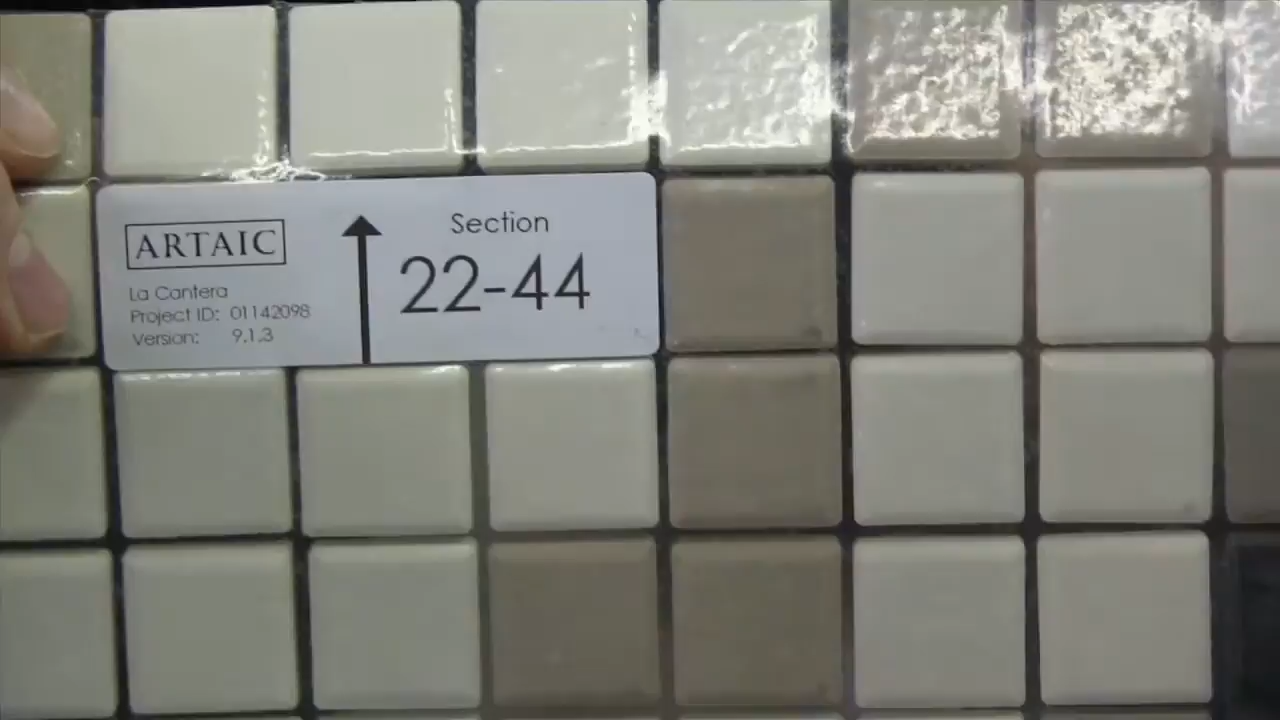 ARTAIC
La Cantera
Project ID: 01142098
Version: 9.1.3
Section
22-44